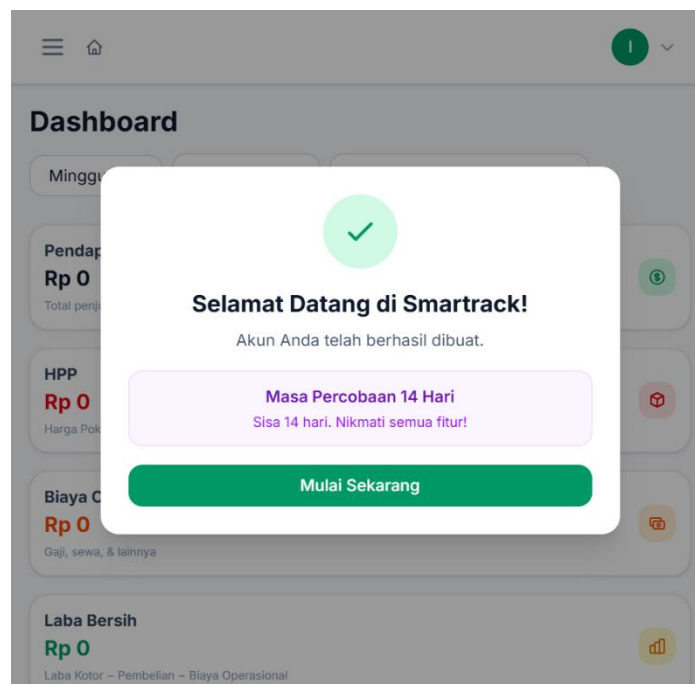 I
Dashboard
Minggu
Pendap
Rp 0
Total penju
HPP
Rp 0
Harga Pok
Biaya O
Rp 0
Gaji, sewa, & lainnya
Laba Bersih
Rp 0
Laba Kotor – Pembelian – Biaya Operasional
Selamat Datang di Smartrack!
Akun Anda telah berhasil dibuat.
Masa Percobaan 14 Hari
Sisa 14 hari. Nikmati semua fitur!
Mulai Sekarang